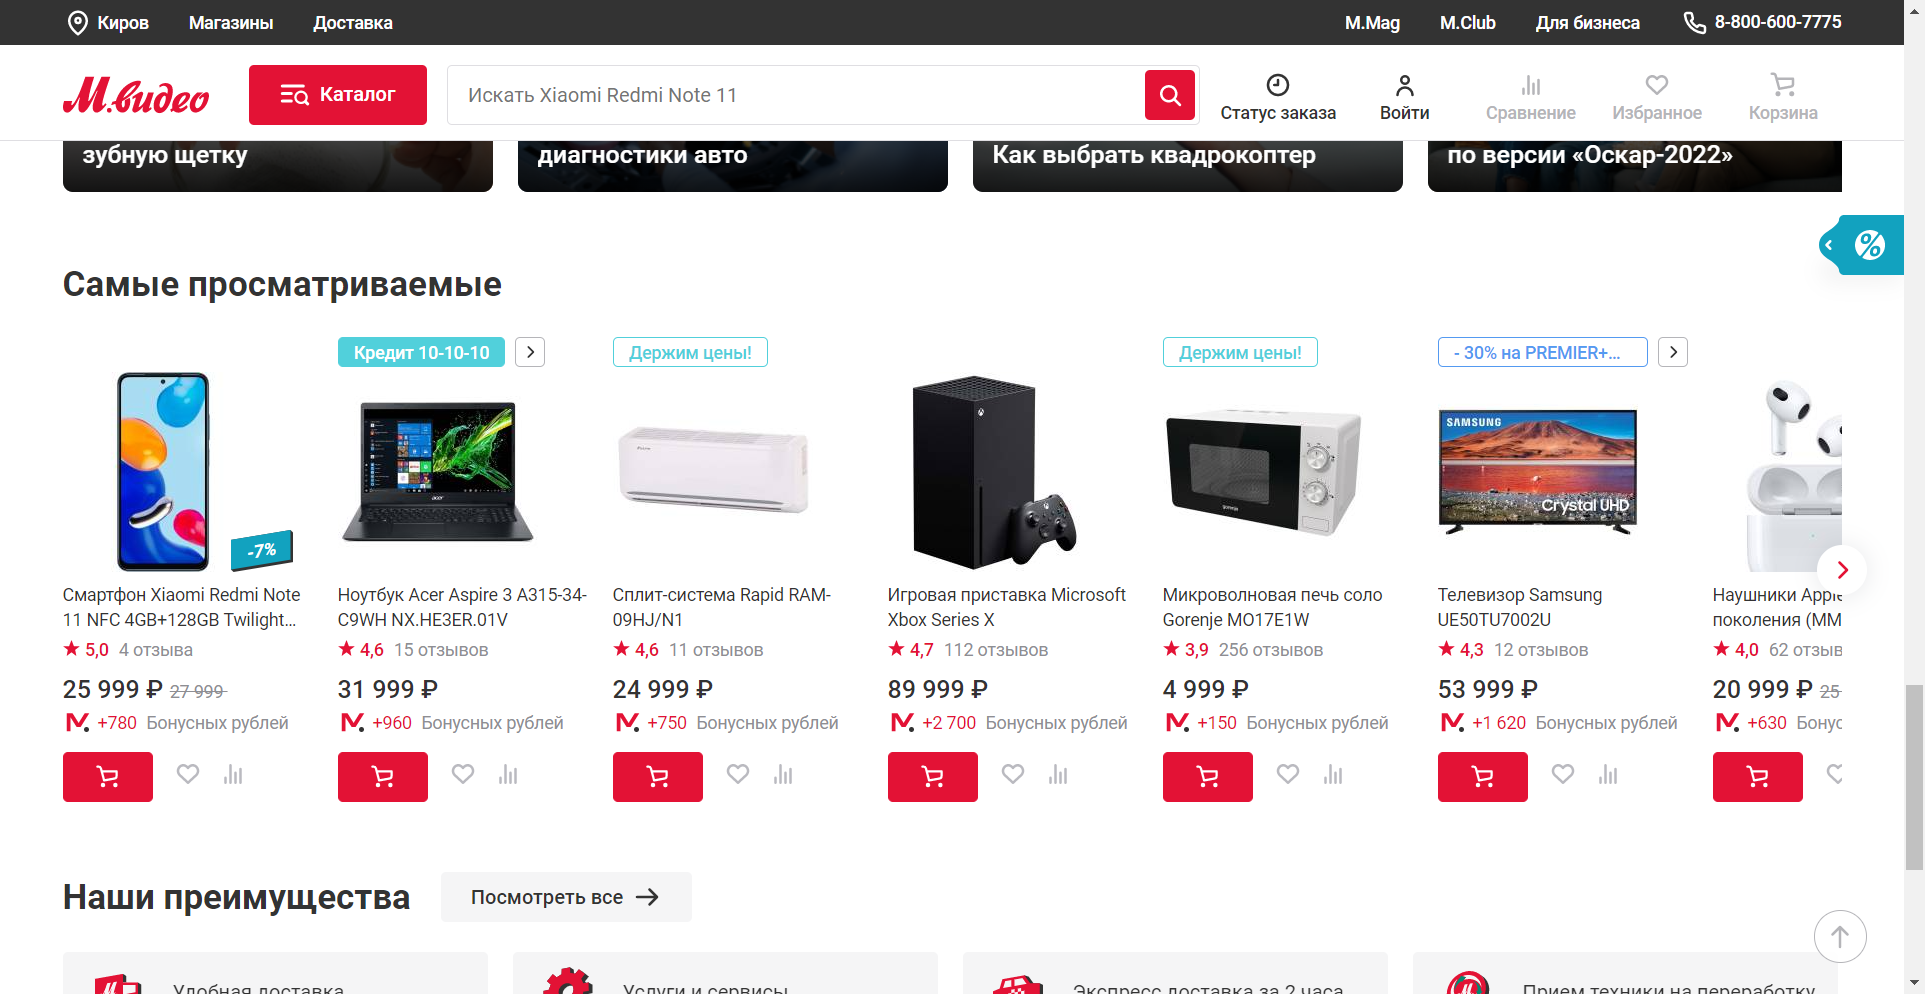 Киров
Магазины
Доставка
M.Mag
M.Club
Для бизнеса
8-800-600-7775
М.видео
Каталог
Искать Xiaomi Redmi Note 11
Статус заказа
Войти
Сравнение
Избранное
Корзина
зубную щетку
диагностики авто
Как выбрать квадрокоптер
по версии «Оскар-2022»
%
Самые просматриваемые
Кредит 10-10-10
Держим цены!
Держим цены!
- 30% на PREMIER+...
SAMSUNG
Crystal UHD
acer
gorenje
-7%
Смартфон Xiaomi Redmi Note
11 NFC 4GB+128GB Twilight...
5,0 4 отзыва
25 999 ₽ 27 999
+780 Бонусных рублей
Ноутбук Acer Aspire 3 A315-34-
C9WH NX.HE3ER.01V
4,6 15 отзывов
31 999 ₽
+960 Бонусных рублей
Сплит-система Rapid RAM-
09HJ/N1
4,6 11 отзывов
24 999 ₽
+750 Бонусных рублей
Игровая приставка Microsoft
Xbox Series X
4,7 112 отзывов
89 999 ₽
+2 700 Бонусных рублей
Микроволновая печь соло
Gorenje MO17E1W
3,9 256 отзывов
4 999 ₽
+150 Бонусных рублей
Телевизор Samsung
UE50TU7002U
4,3 12 отзывов
53 999 ₽
+1 620 Бонусных рублей
Наушники Apple
поколения (MM
4,0 62 отзыв
20 999 ₽ 25
+630 Бонус
Наши преимущества
Посмотреть все
Удобная доставка
Услуги и сервисы
Экспресс доставка за 2 часа
Прием техники на переработку